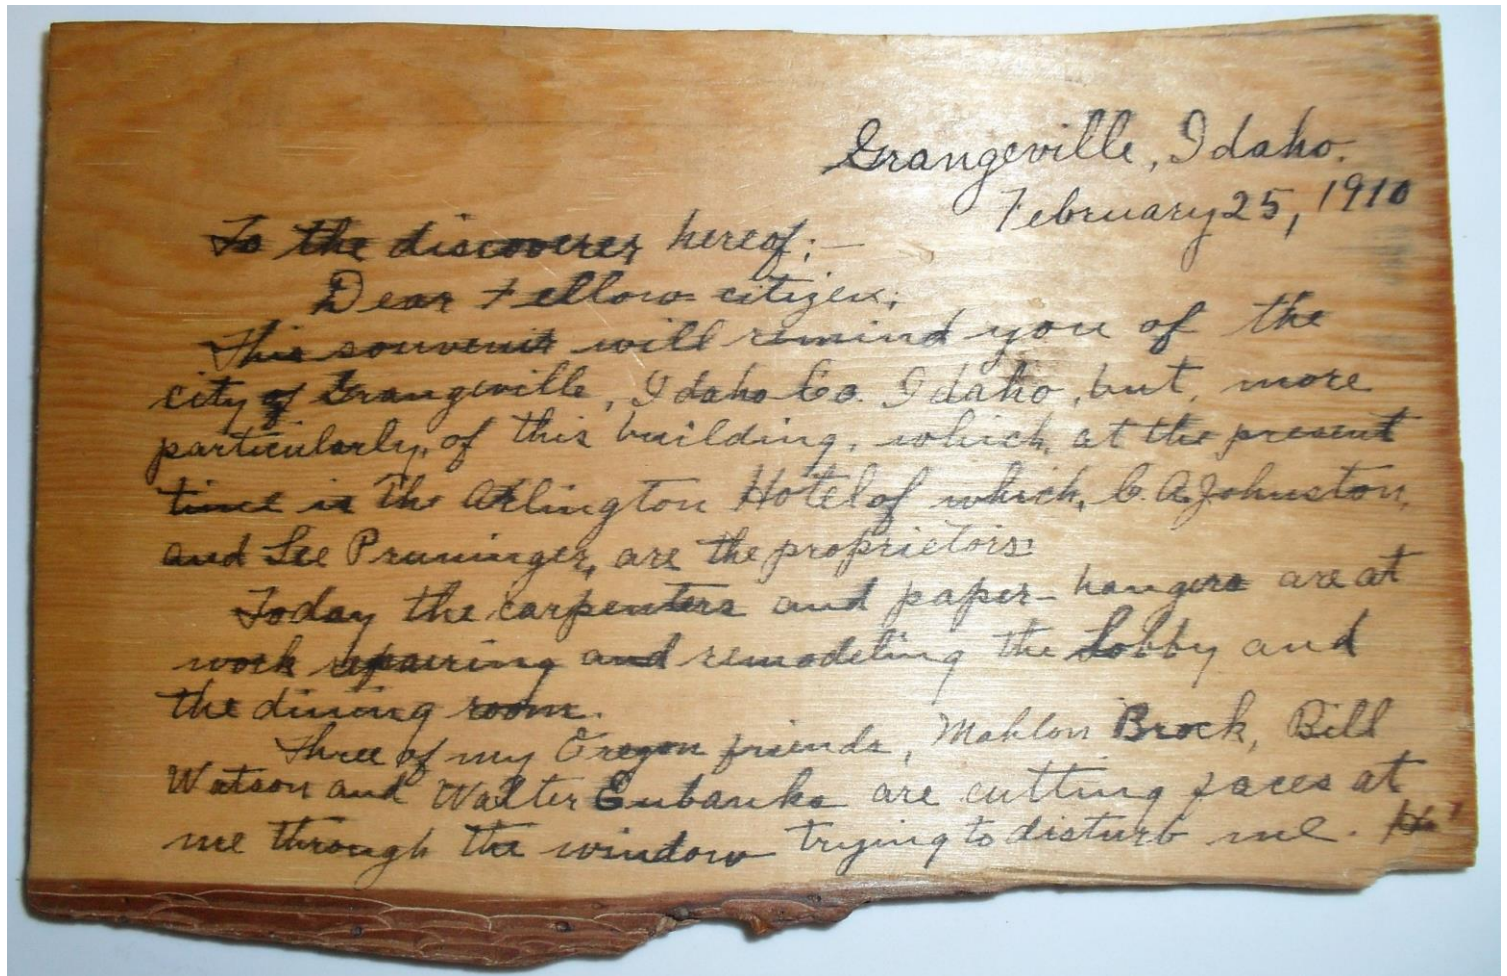 Grangeville, Idaho.
February 25, 1910
To the discoverer hereof; —
Dear Fellow citizen;
This souvenir will remind you of the
city of Grangeville, Idaho Co. Idaho, but, more
particularly, of this building, which, at the present
time is The Arlington Hotel of which, C. A. Johnston,
and Lee Pruninger, are the proprietors.
Today the carpenters and paper-hangers are at
work repairing and remodeling the Lobby and
the dining room.
Three of my Oregon friends, Mahlon Brock, Bill
Watson and Walter Eubanks are cutting faces at
me through the window trying to disturb me.